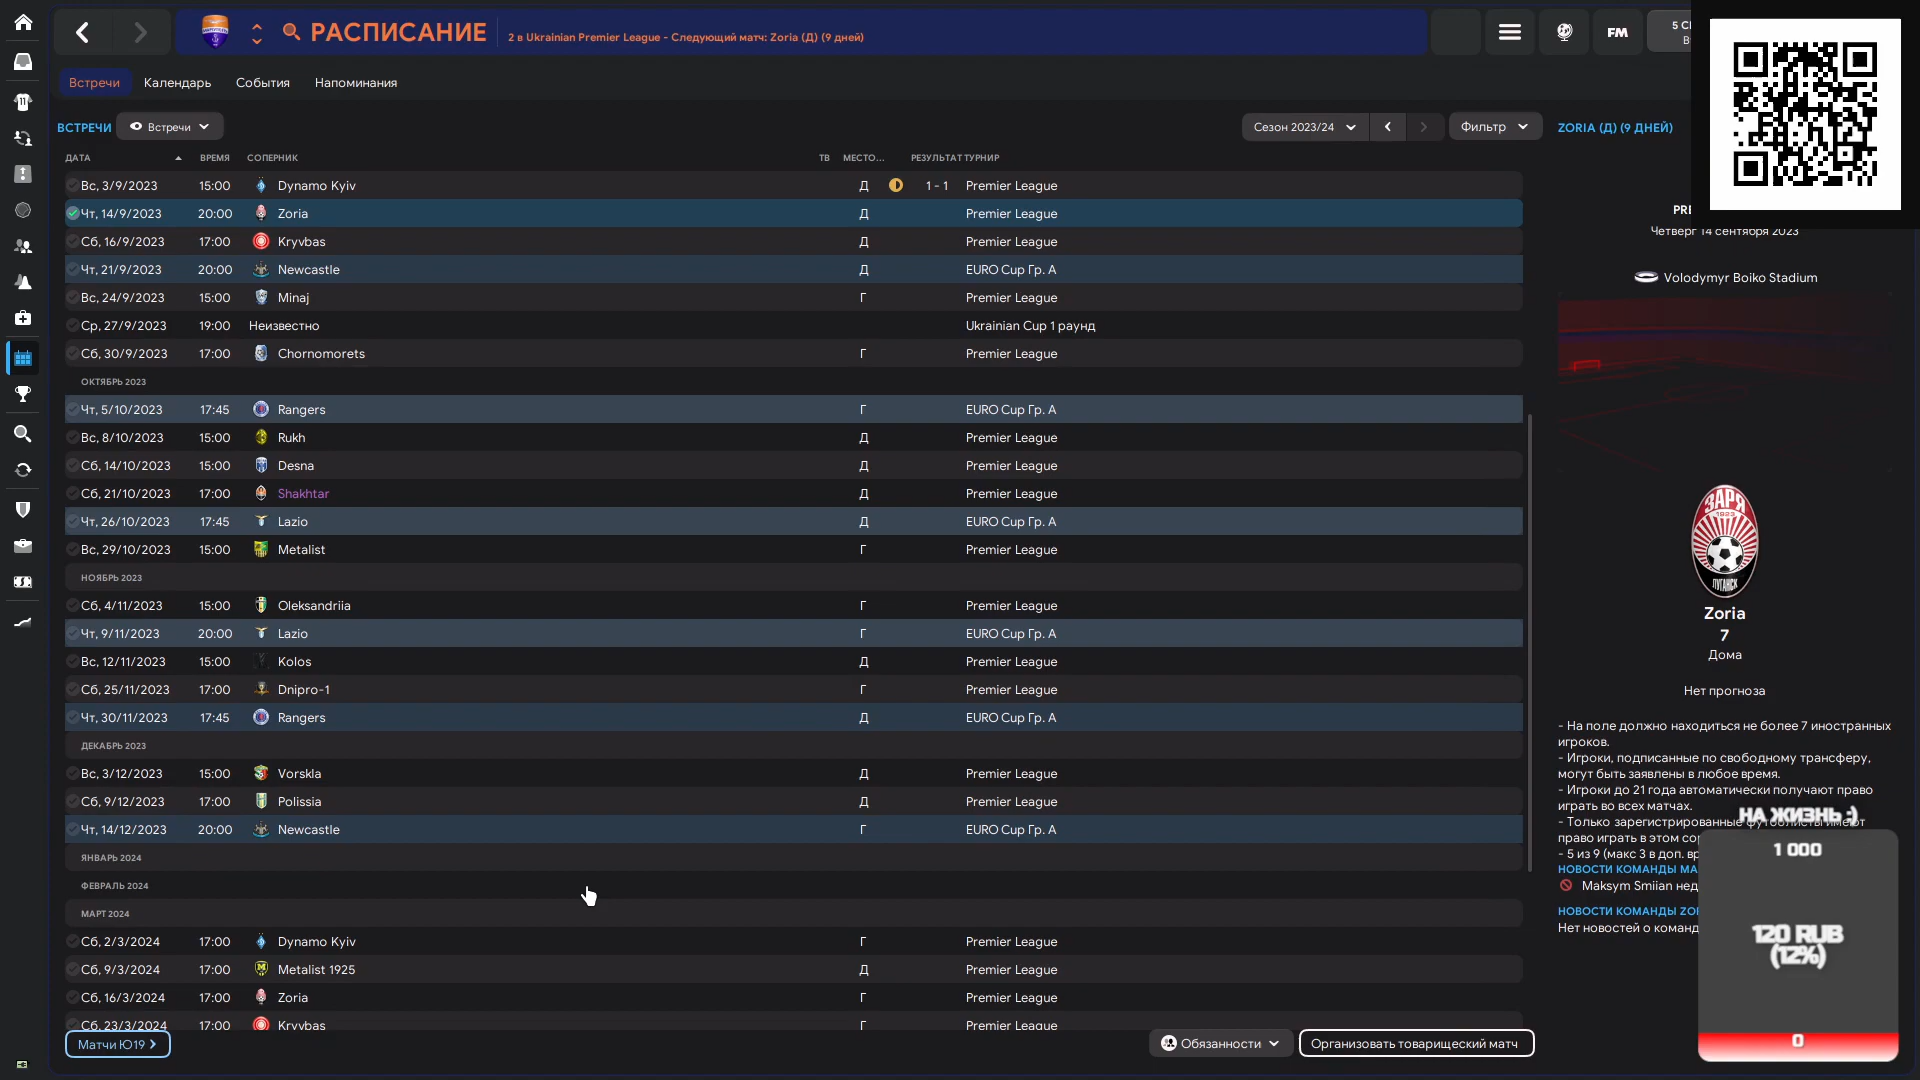 РАСПИСАНИЕ
2 в Ukrainian Premier League - Следующий матч: Zoria (Д) (9 дней)
FM
Встречи
Календарь
События
Напоминания
ВСТРЕЧИ
Встречи
Сезон 2023/24
Фильтр
ДАТА ВРЕМЯ СОПЕРНИК ТВ МЕСТО... РЕЗУЛЬТАТ ТУРНИР
Вс, 3/9/2023 15:00 Dynamo Kyiv Д 1 - 1 Premier League
Чт, 14/9/2023 20:00 Zoria Д Premier League
Сб, 16/9/2023 17:00 Kryvbas Д Premier League
Чт, 21/9/2023 20:00 Newcastle Д EURO Cup Гр. A
Вс, 24/9/2023 15:00 Minaj Г Premier League
Ср, 27/9/2023 19:00 Неизвестно Ukrainian Cup 1 раунд
Сб, 30/9/2023 17:00 Chornomorets Г Premier League
ОКТЯБРЬ 2023
Чт, 5/10/2023 17:45 Rangers Г EURO Cup Гр. A
Вс, 8/10/2023 15:00 Rukh Д Premier League
Сб, 14/10/2023 15:00 Desna Д Premier League
Сб, 21/10/2023 17:00 Shakhtar Д Premier League
Чт, 26/10/2023 17:45 Lazio Д EURO Cup Гр. A
Вс, 29/10/2023 15:00 Metalist Г Premier League
НОЯБРЬ 2023
Сб, 4/11/2023 15:00 Oleksandriia Г Premier League
Чт, 9/11/2023 20:00 Lazio Г EURO Cup Гр. A
Вс, 12/11/2023 15:00 Kolos Д Premier League
Сб, 25/11/2023 17:00 Dnipro-1 Г Premier League
Чт, 30/11/2023 17:45 Rangers Д EURO Cup Гр. A
ДЕКАБРЬ 2023
Вс, 3/12/2023 15:00 Vorskla Д Premier League
Сб, 9/12/2023 17:00 Polissia Д Premier League
Чт, 14/12/2023 20:00 Newcastle Г EURO Cup Гр. A
ЯНВАРЬ 2024
ФЕВРАЛЬ 2024
МАРТ 2024
Сб, 2/3/2024 17:00 Dynamo Kyiv Г Premier League
Сб, 9/3/2024 17:00 Metalist 1925 Д Premier League
Сб, 16/3/2024 17:00 Zoria Г Premier League
Сб, 23/3/2024 17:00 Kryvbas Г Premier League
Матчи Ю19
Обязанности
Организовать товарищеский матч
ZORIA (Д) (9 ДНЕЙ)
Четверг 14 сентября 2023
Volodymyr Boiko Stadium
ЗАРЯ
1923
ЛУГАНСК
Zoria
7
Дома
Нет прогноза
- На поле должно находиться не более 7 иностранных
игроков.
- Игроки, подписанные по свободному трансферу,
могут быть заявлены в любое время.
- Игроки до 21 года автоматически получают право
играть во всех матчах.
- Только зарегистрированные футболисты имеют
право играть в этом
- 5 из 9 (макс 3 в доп.
НОВОСТИ КОМАНДЫ
Maksym Smiian
НОВОСТИ КОМАНДЫ
Нет новостей о
НА ЖИЗНЬ :)
1 000
120 RUB
(12%)
0